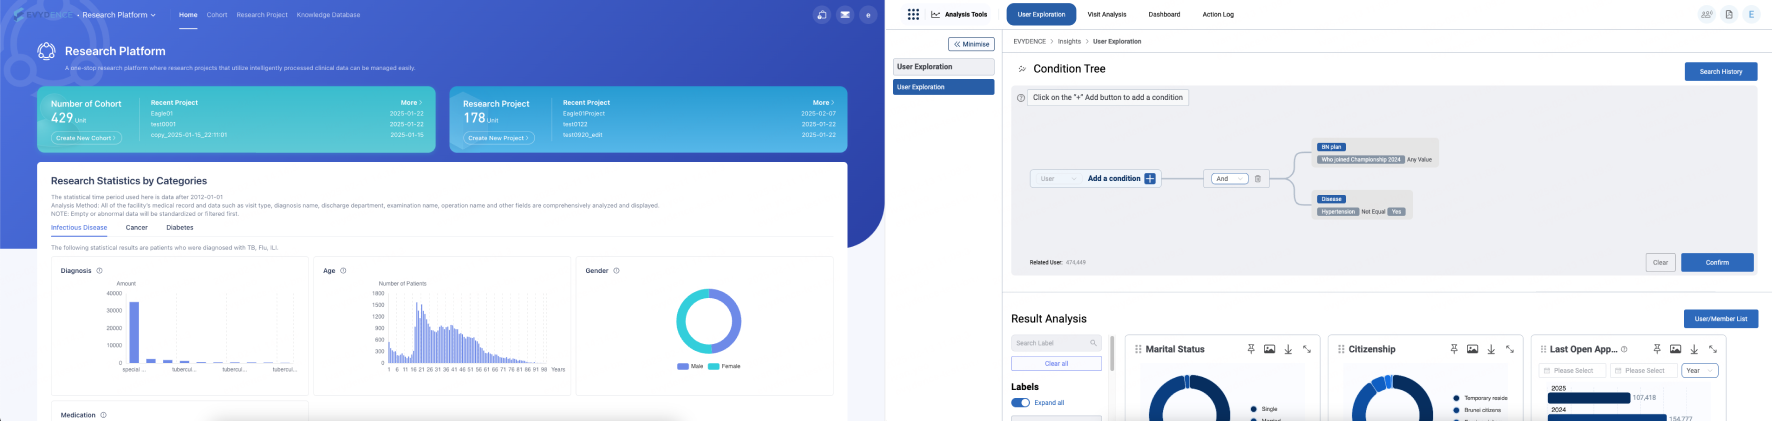 EVYDENCE • Research Platform
Home
Cohort
Research Project
Knowledge Database
e
Research Platform
A one-stop research platform where research projects that utilize intelligently processed clinical data can be managed easily.
Number of Cohort
429 Unit
Create New Cohort >
Recent Project
More >
Eagle01
2025-01-22
test0001
2025-01-22
copy_2025-01-15_22:11:01
2025-01-15
Research Project
178 Unit
Create New Project >
Recent Project
More >
Eagle01Project
2025-02-07
test0122
2025-01-22
test0920_edit
2025-01-22
Research Statistics by Categories
The statistical time period used here is data after 2012-01-01
Analysis Method: All of the facility's medical record and data such as visit type, diagnosis name, discharge department, examination name, operation name and other fields are comprehensively analyzed and displayed.
NOTE: Empty or abnormal data will be standardized or filtered first.
Infectious Disease
Cancer
Diabetes
The following statistical results are patients who were diagnosed with TB, Flu, ILI.
Diagnosis
Amount
40000
30000
20000
10000
0
special ...
tubercul...
tubercul...
tubercul...
Age
Number of Patients
1800
1500
1200
900
600
300
0
1 6 11 16 21 26 31 36 41 46 51 56 61 66 71 76 81 86 91 98 Years
Gender
Male
Female
Medication
Analysis Tools
User Exploration
Visit Analysis
Dashboard
Action Log
E
Minimise
User Exploration
User Exploration
EVYDENCE > Insights > User Exploration
Condition Tree
Search History
Click on the "+" Add button to add a condition
User
Add a condition
And
BN plan
Who joined Championship 2024 Any Value
Disease
Hypertension Not Equal Yes
Related User: 474,449
Clear
Confirm
Result Analysis
User/Member List
Search Label
Clear all
Labels
Expand all
Marital Status
Single
Married
Citizenship
Temporary reside
Brunei citizens
Last Open App...
Please Select
Please Select
Year
2025
107,418
2024
154,777